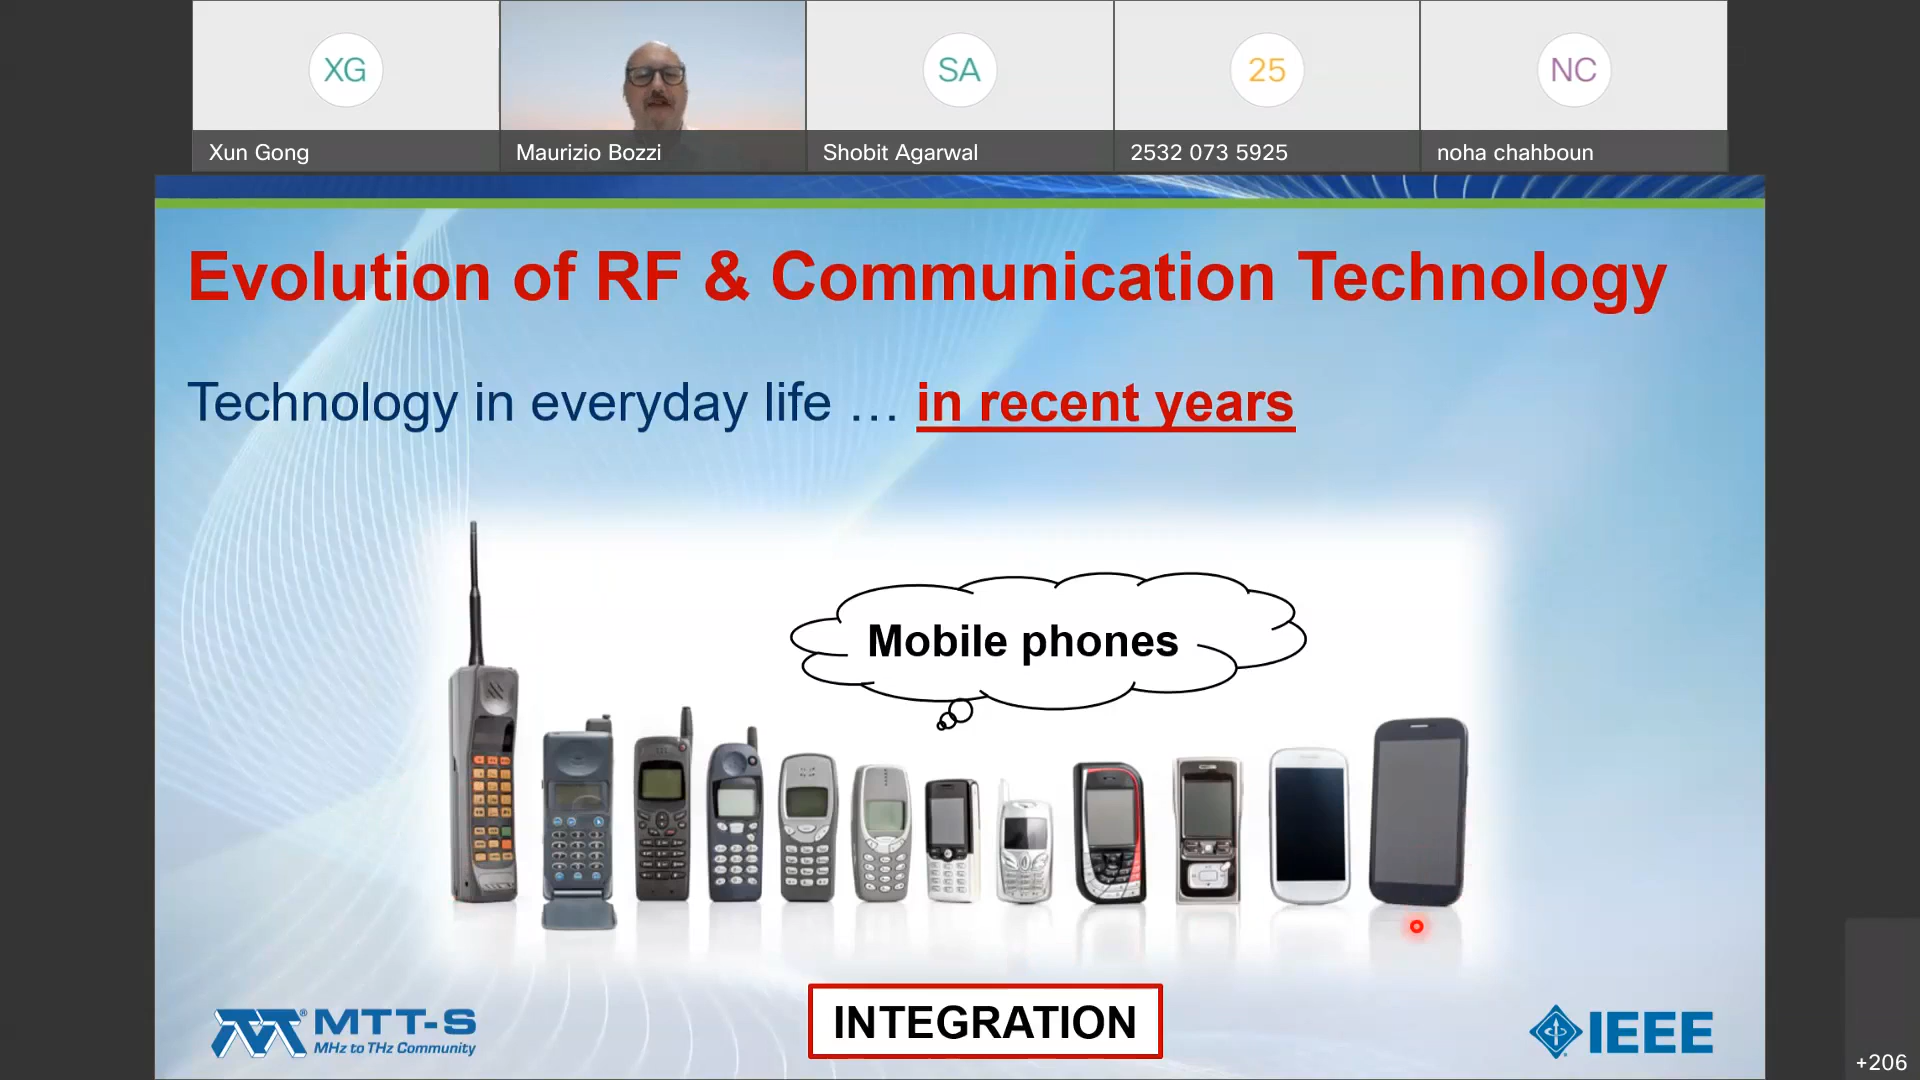 XG
SA
25
NC
Xun Gong
Maurizio Bozzi
Shobit Agarwal
2532 073 5925
noha chahboun
Evolution of RF & Communication Technology
Technology in everyday life … in recent years
Mobile phones
INTEGRATION
MTT-S
MHz to THz Community
IEEE
+206